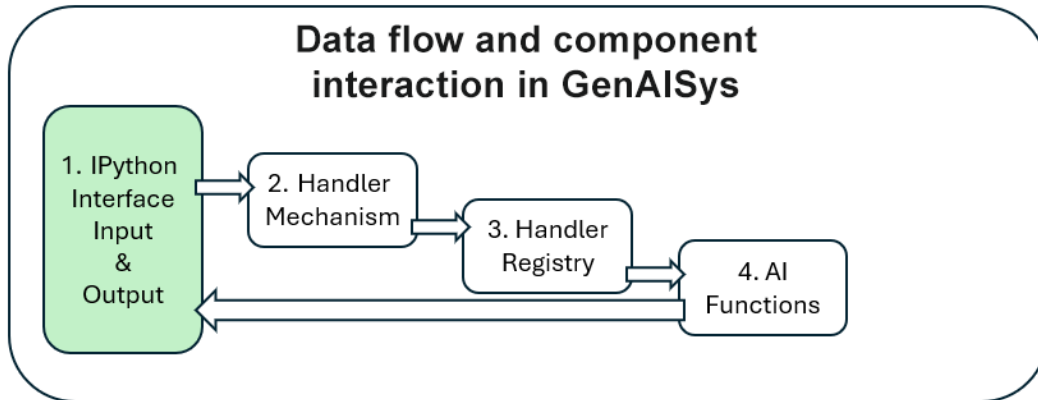 Data flow and component
interaction in GenAISys
1. IPython
Interface
Input
&
Output
2. Handler
Mechanism
3. Handler
Registry
4. AI
Functions